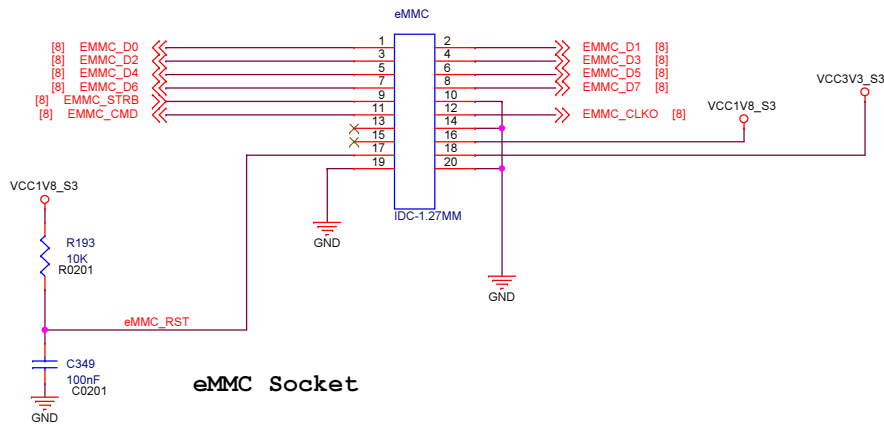 eMMC
[8] EMMC_D0 1 2 EMMC_D1 [8]
[8] EMMC_D2 3 4 EMMC_D3 [8]
[8] EMMC_D4 5 6 EMMC_D5 [8]
[8] EMMC_D6 7 8 EMMC_D7 [8]
[8] EMMC_STRB 9 10
[8] EMMC_CMD 11 12 EMMC_CLKO [8]
13 14
15 16
17 18
19 20
VCC1V8_S3
VCC3V3_S3
IDC-1.27MM
GND
GND
VCC1V8_S3
R193
10K
R0201
eMMC_RST
C349
100nF
C0201
GND
eMMC Socket